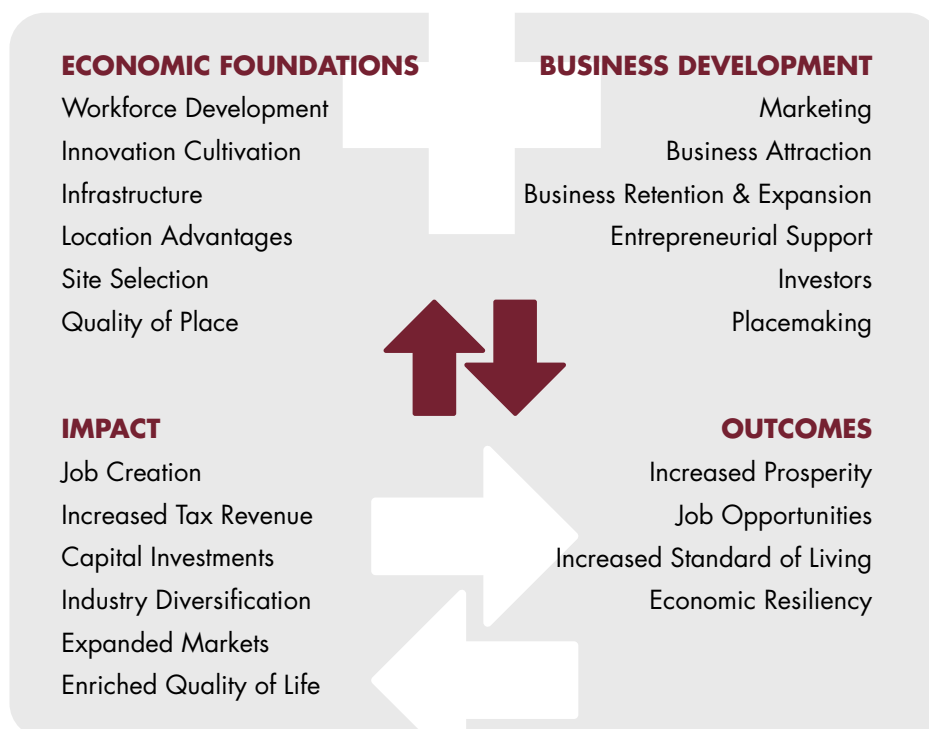 ECONOMIC FOUNDATIONS
Workforce Development
Innovation Cultivation
Infrastructure
Location Advantages
Site Selection
Quality of Place
BUSINESS DEVELOPMENT
Marketing
Business Attraction
Business Retention & Expansion
Entrepreneurial Support
Investors
Placemaking
IMPACT
Job Creation
Increased Tax Revenue
Capital Investments
Industry Diversification
Expanded Markets
Enriched Quality of Life
OUTCOMES
Increased Prosperity
Job Opportunities
Increased Standard of Living
Economic Resiliency